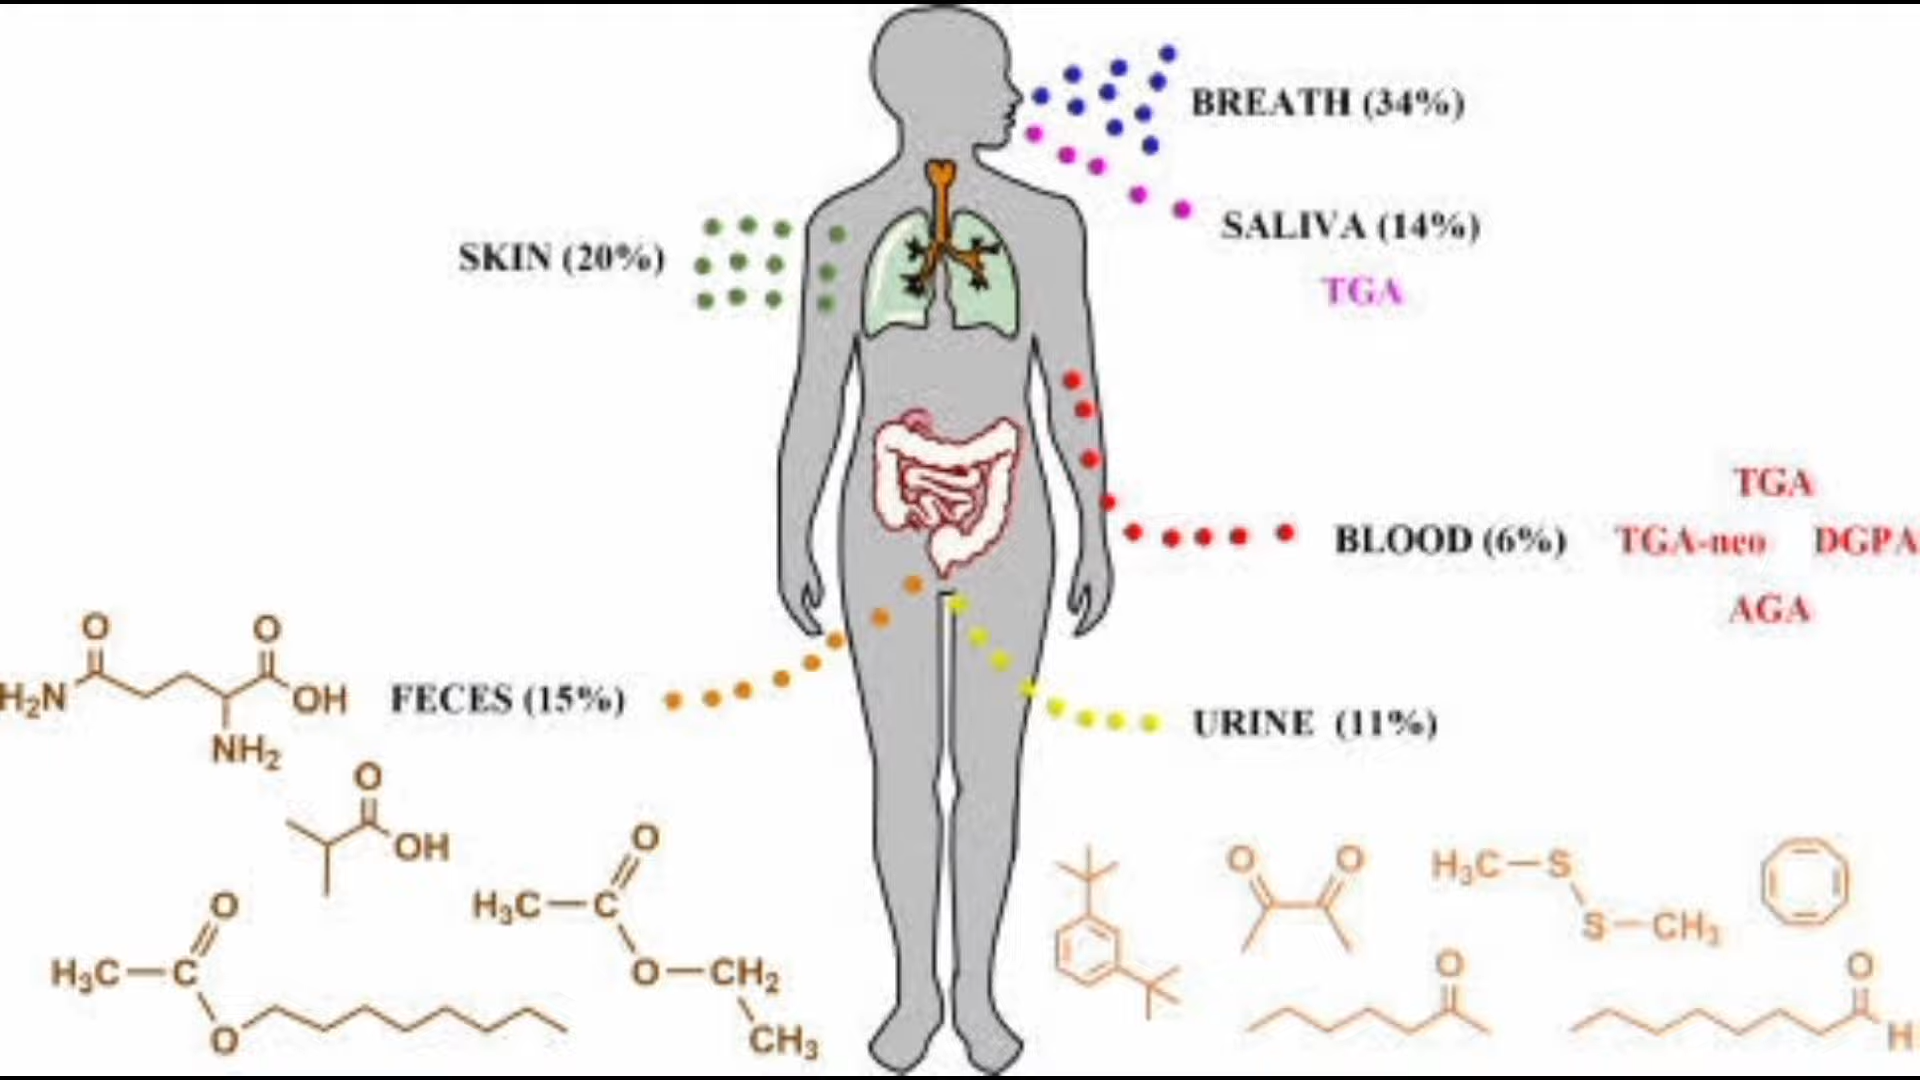 BREATH (34%)
SALIVA (14%)
TGA
SKIN (20%)
TGA
BLOOD (6%)
TGA-neo
DGPA
AGA
FECES (15%)
URINE (11%)
O
O
H₂N
OH
NH₂
O
OH
O
H₃C
C
O
CH₂
CH₃
O
H₃C
C
O
O
O
H₃C
S
S
CH₃
O
O
H